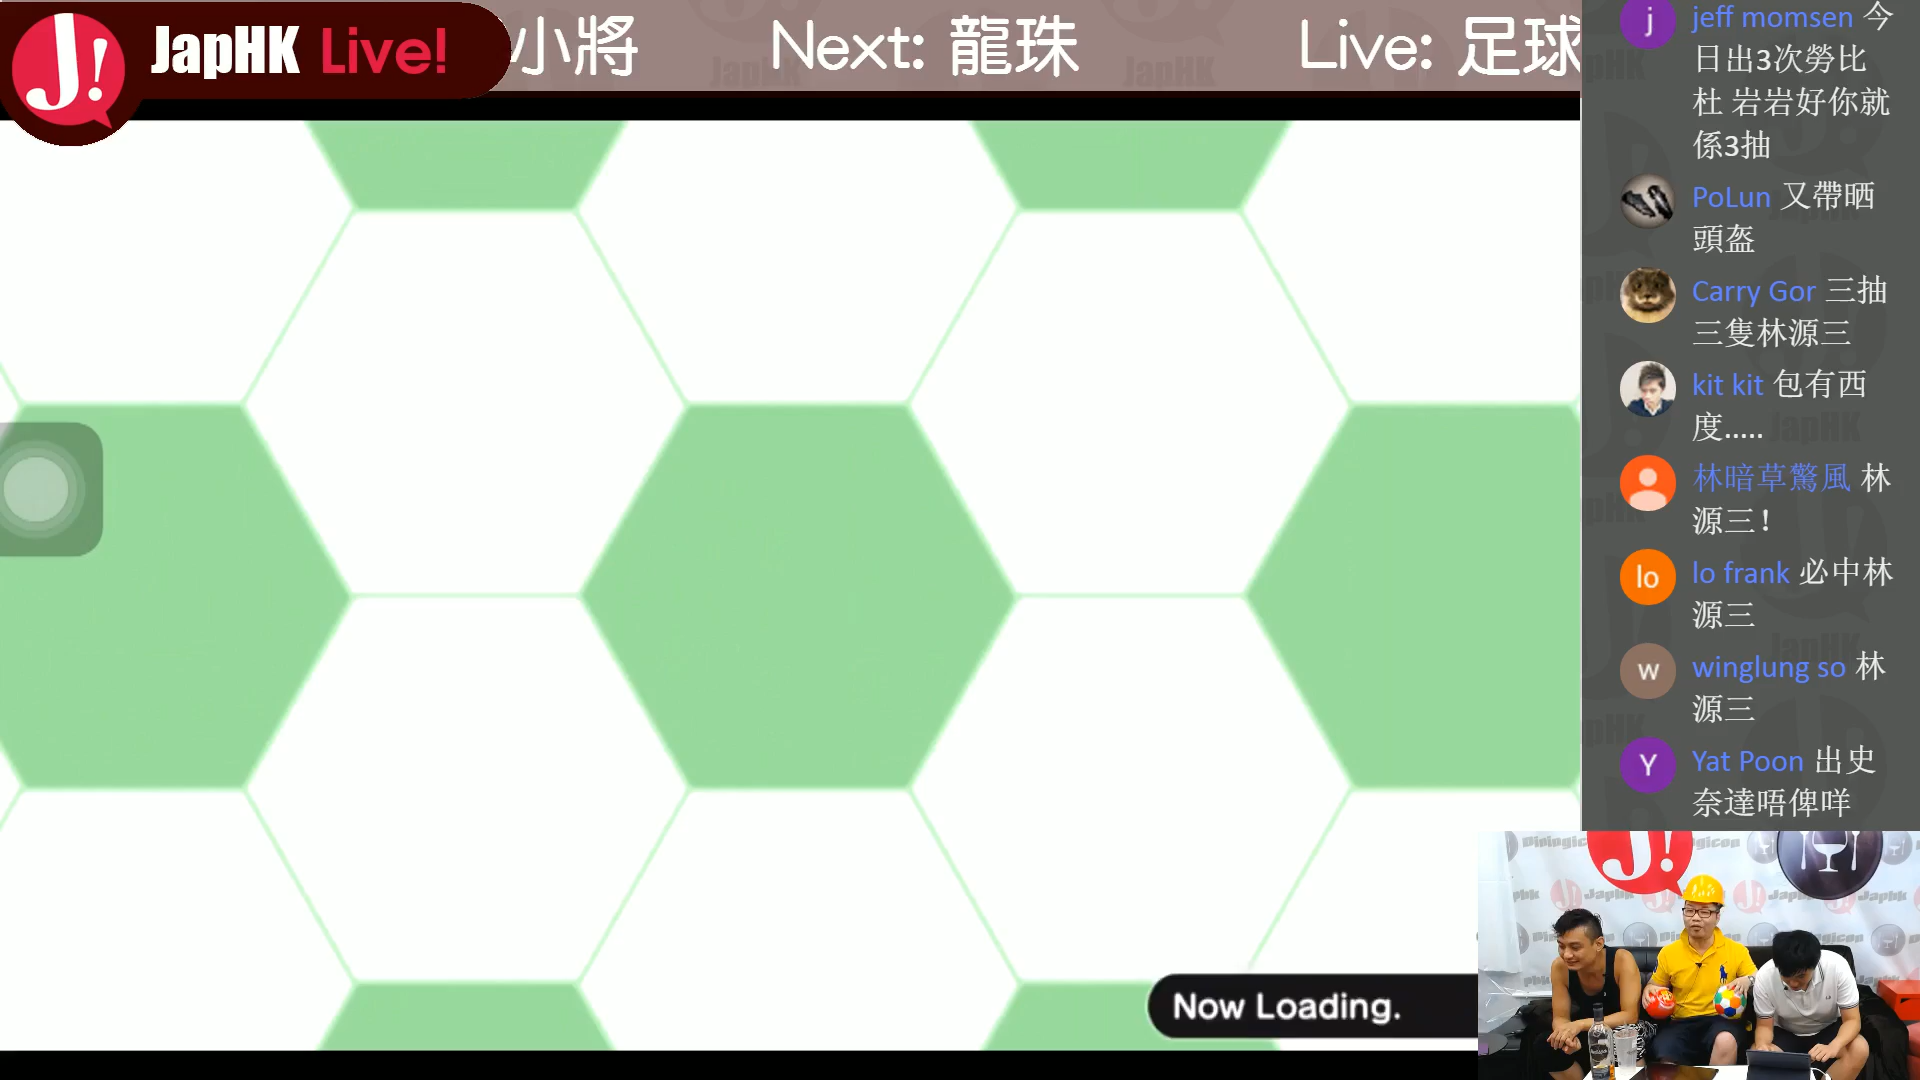 JapHK Live!
小將 Next: 龍珠 Live: 足球
jeff momsen 今
日出3次勞比
杜 岩岩好你就
係3抽
PoLun 又帶晒
頭盔
Carry Gor 三抽
三隻林源三
kit kit 包有西
度.....
林暗草驚風 林
源三!
lo frank 必中林
源三
winglung so 林
源三
Yat Poon 出史
奈達唔俾咩
Now Loading.